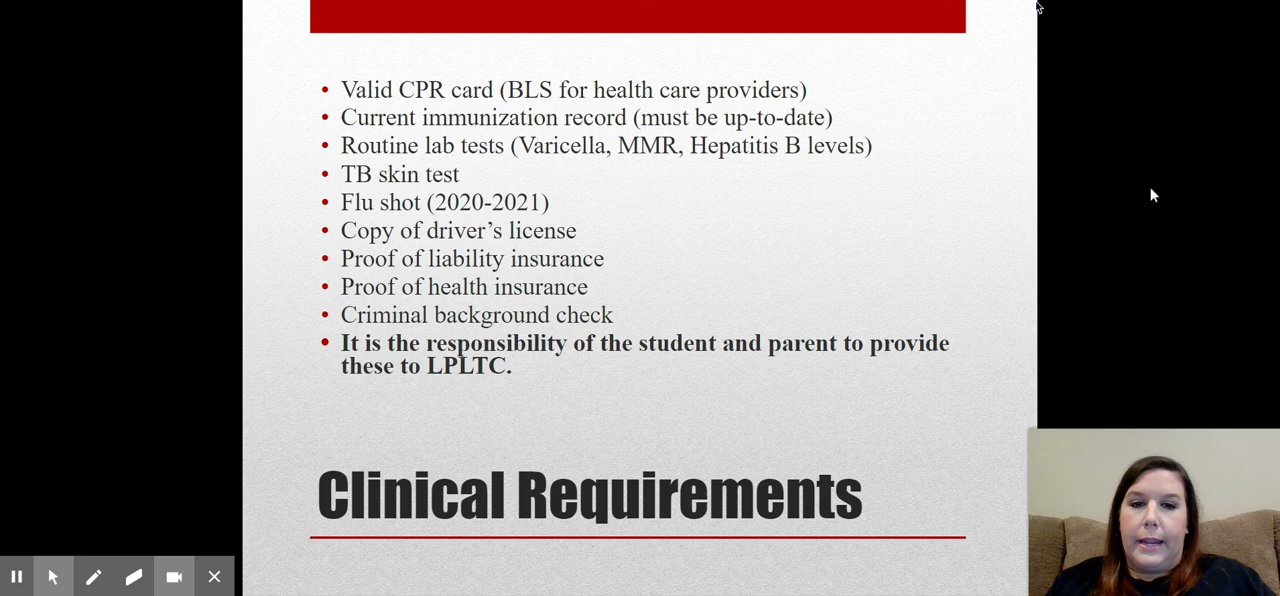 • Valid CPR card (BLS for health care providers)
• Current immunization record (must be up-to-date)
• Routine lab tests (Varicella, MMR, Hepatitis B levels)
• TB skin test
• Flu shot (2020-2021)
• Copy of driver’s license
• Proof of liability insurance
• Proof of health insurance
• Criminal background check
• It is the responsibility of the student and parent to provide
these to LPLTC.
Clinical Requirements